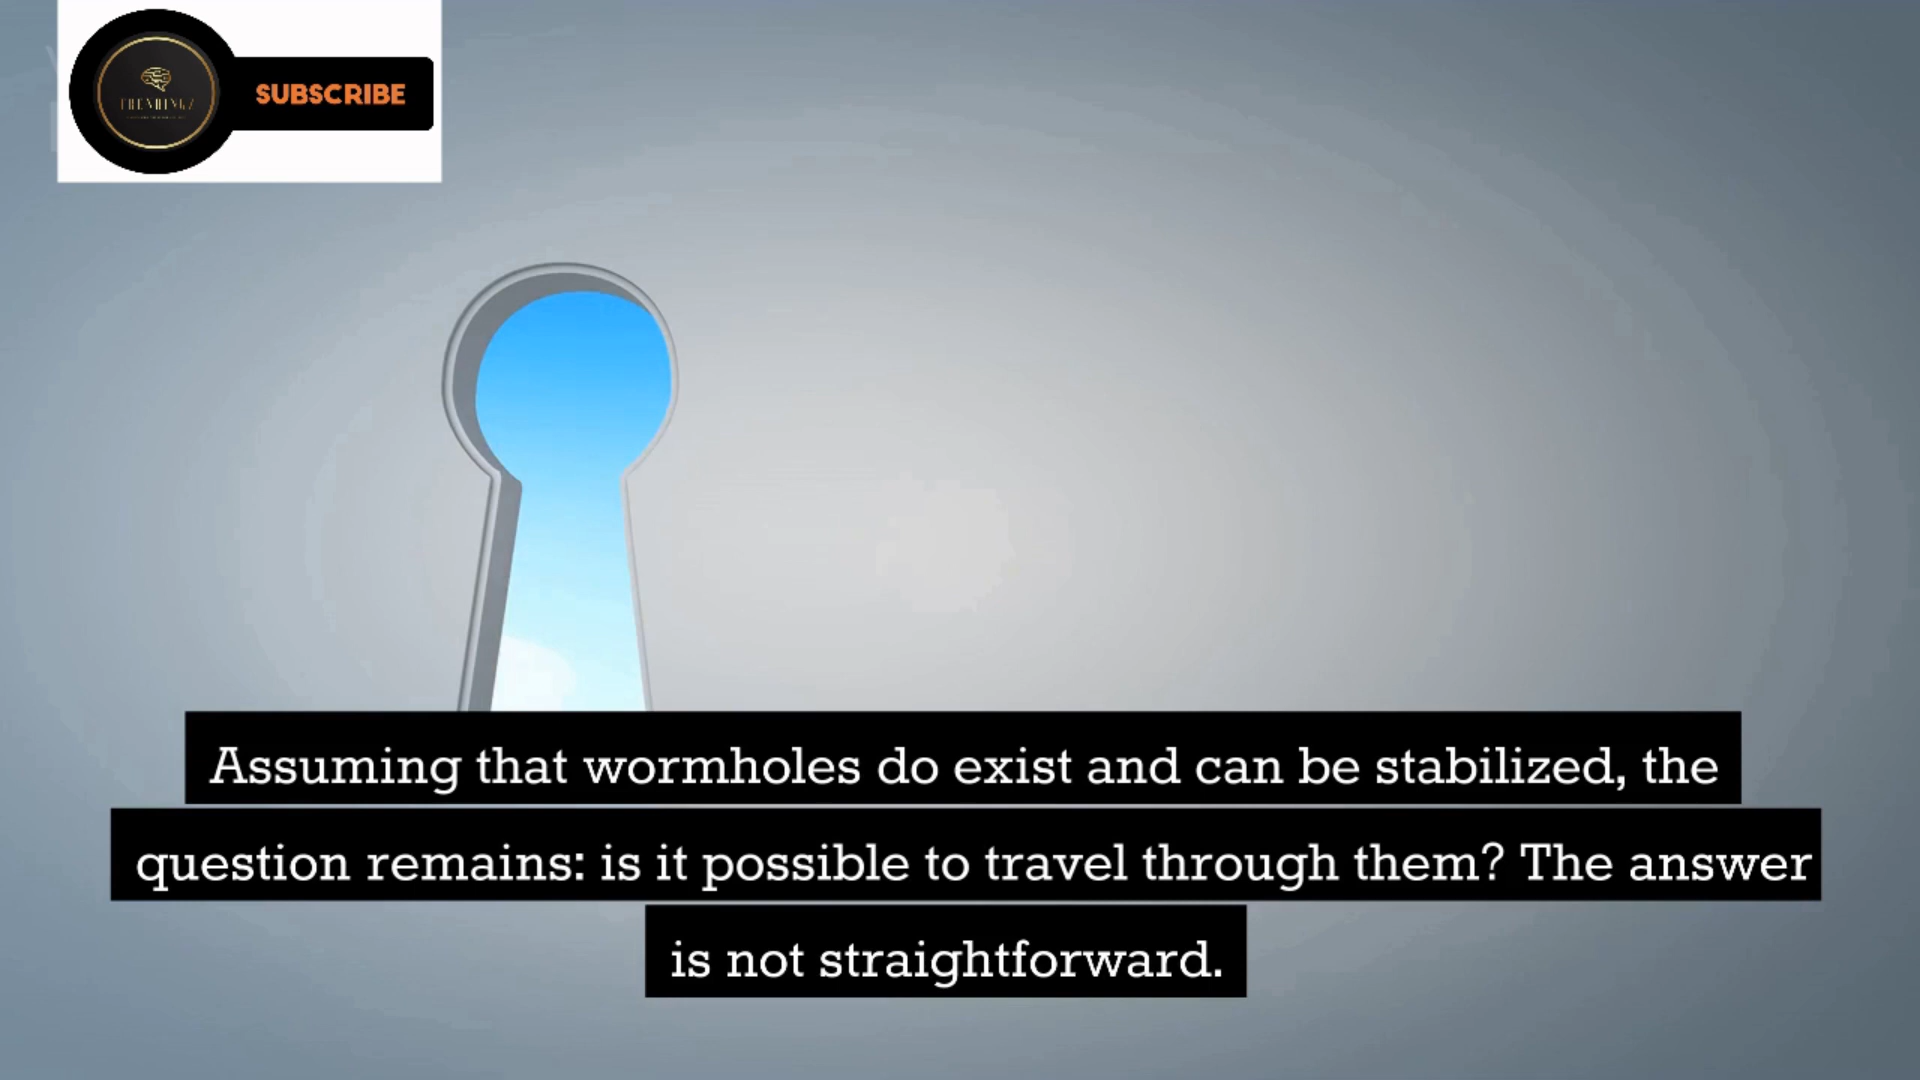 SUBSCRIBE
Assuming that wormholes do exist and can be stabilized, the
question remains: is it possible to travel through them? The answer
is not straightforward.